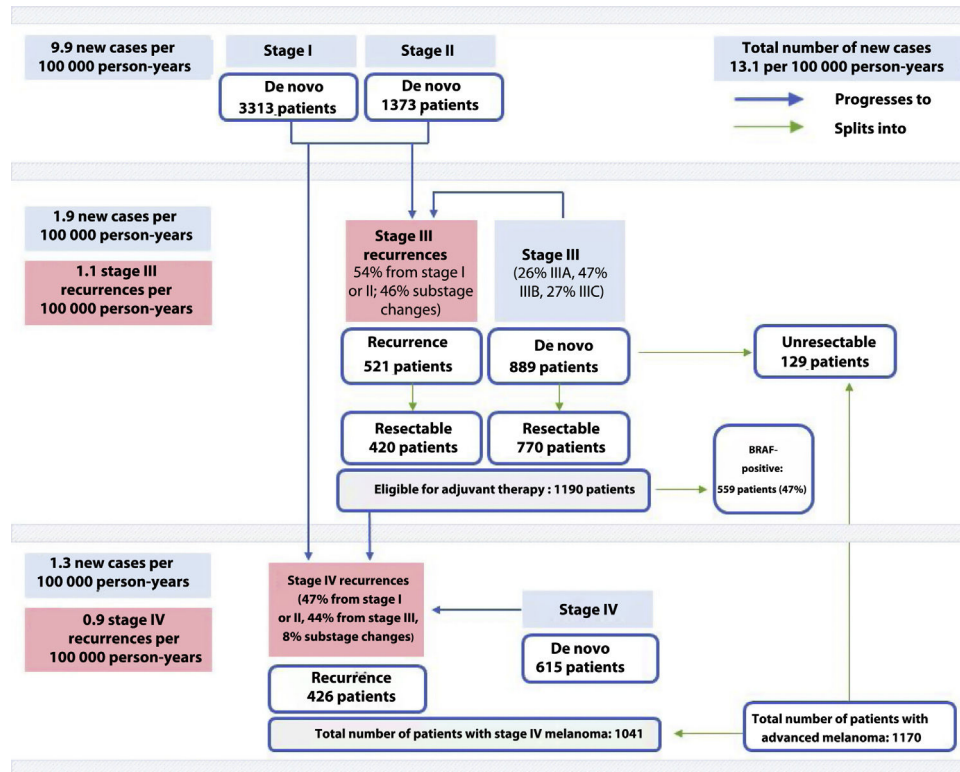 9.9 new cases per
100 000 person-years
Stage I
Stage II
De novo
3313 patients
De novo
1373 patients
Total number of new cases
13.1 per 100 000 person-years
Progresses to
Splits into
1.9 new cases per
100 000 person-years
1.1 stage III
recurrences per
100 000 person-years
Stage III
recurrences
54% from stage I
or II; 46% substage
changes)
Stage III
(26% IIIA, 47%
IIIB, 27% IIIC)
Recurrence
521 patients
De novo
889 patients
Unresectable
129 patients
Resectable
420 patients
Resectable
770 patients
BRAF-
positive:
559 patients (47%)
Eligible for adjuvant therapy : 1190 patients
1.3 new cases per
100 000 person-years
0.9 stage IV
recurrences per
100 000 person-years
Stage IV recurrences
(47% from stage I
or II, 44% from stage III,
8% substage changes)
Stage IV
De novo
615 patients
Recurrence
426 patients
Total number of patients with stage IV melanoma: 1041
Total number of patients with
advanced melanoma: 1170